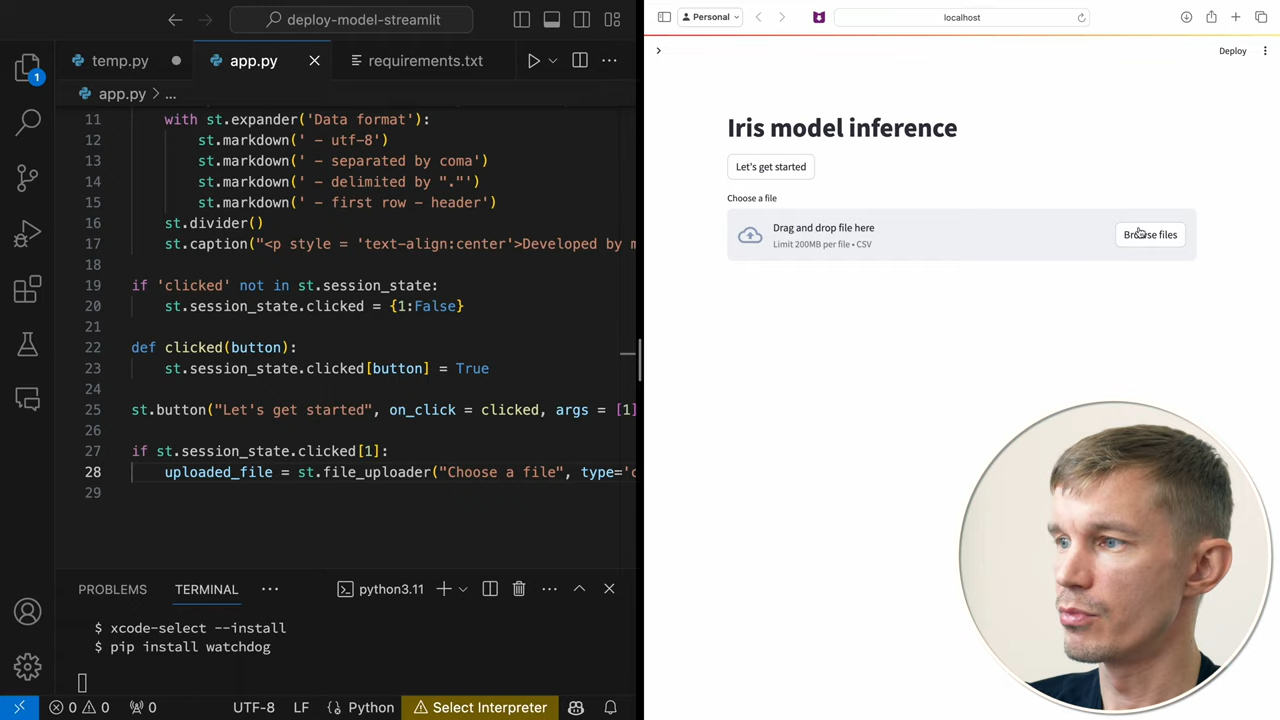 deploy-model-streamlit
temp.py
app.py
requirements.txt
app.py > ...
11 with st.expander('Data format'):
12 st.markdown(' - utf-8')
13 st.markdown(' - separated by coma')
14 st.markdown(' - delimited by "."')
15 st.markdown(' - first row - header')
16 st.divider()
17 st.caption("<p style = 'text-align:center'>Developed by m
18
19 if 'clicked' not in st.session_state:
20 st.session_state.clicked = {1:False}
21
22 def clicked(button):
23 st.session_state.clicked[button] = True
24
25 st.button("Let's get started", on_click = clicked, args = [1]
26
27 if st.session_state.clicked[1]:
28 uploaded_file = st.file_uploader("Choose a file", type='c
29
1
PROBLEMS
TERMINAL
...
python3.11
$ xcode-select --install
$ pip install watchdog
0 0 0
UTF-8
LF
{} Python
Select Interpreter
Personal
localhost
Deploy
Iris model inference
Let's get started
Choose a file
Drag and drop file here
Limit 200MB per file • CSV
Browse files